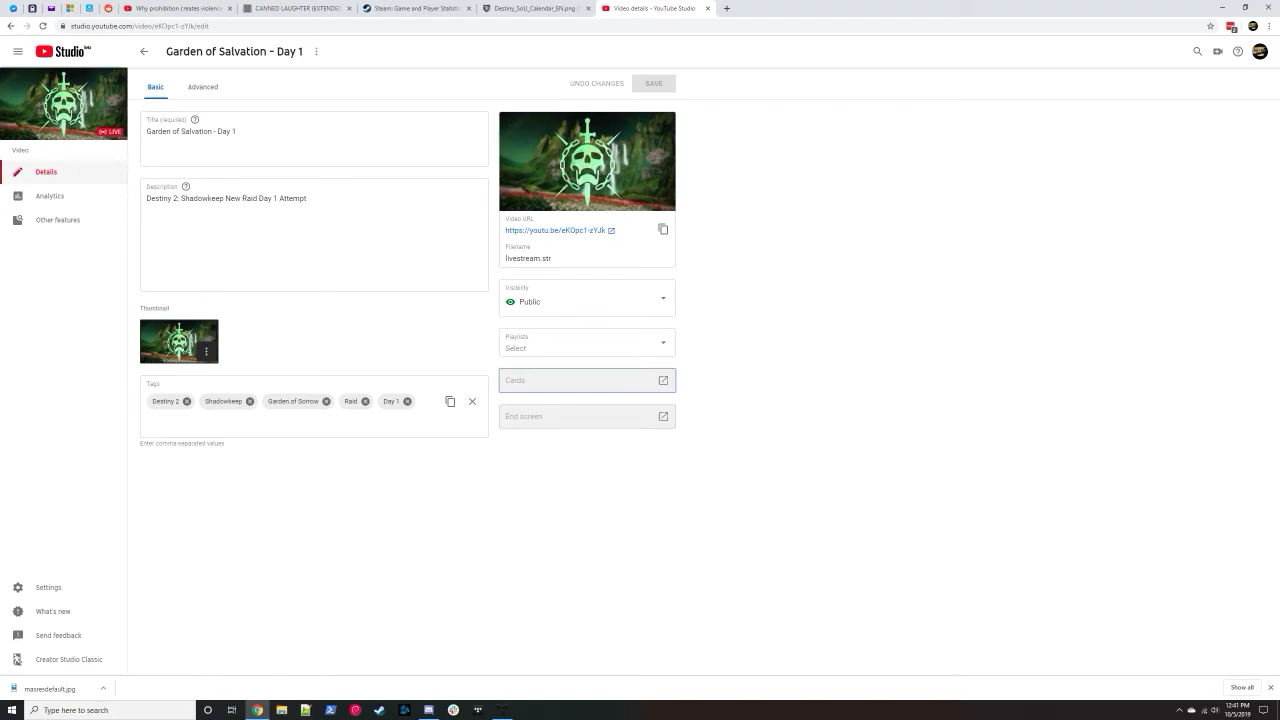 Why prohibition creates violence
CANNED LAUGHTER (EXTENDED
Steam: Game and Player Statistic
Destiny_SoU_Calendar_EN.png (
Video details - YouTube Studio
studio.youtube.com/video/eKOpc1-zYJk/edit
Studio beta
Garden of Salvation - Day 1
Basic
Advanced
UNDO CHANGES
SAVE
LIVE
Video
Details
Analytics
Other features
Title (required)
Garden of Salvation - Day 1
Description
Destiny 2: Shadowkeep New Raid Day 1 Attempt
Thumbnail
Tags
Destiny 2
Shadowkeep
Garden of Sorrow
Raid
Day 1
Enter comma-separated values
Video URL
https://youtu.be/eKOpc1-zYJk
Filename
livestream.str
Visibility
Public
Playlists
Select
Cards
End screen
Settings
What's new
Send feedback
Creator Studio Classic
maxresdefault.jpg
Show all
Type here to search
12:41 PM
10/5/2019